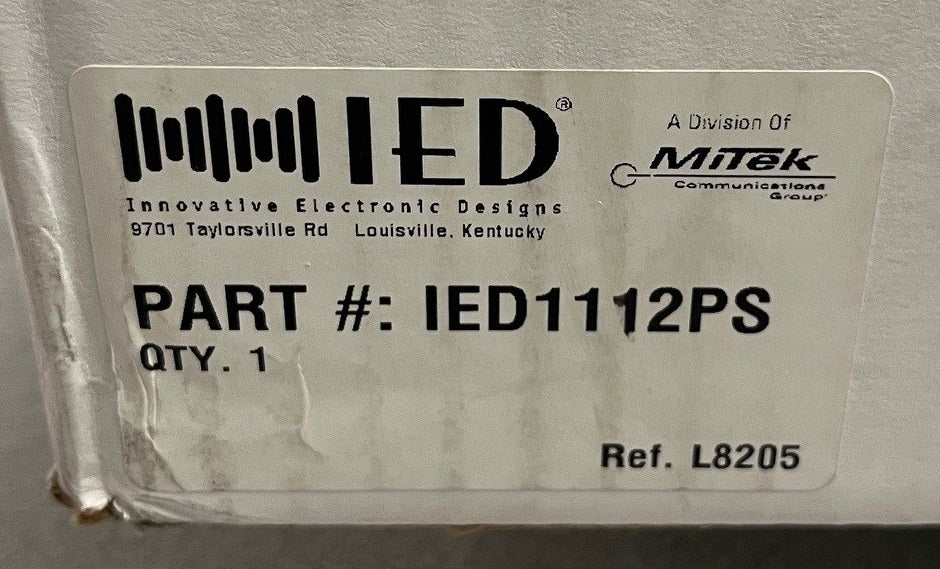 IED®
Innovative Electronic Designs
9701 Taylorsville Rd Louisville, Kentucky
A Division Of
MiTek
Communications
Group
PART #: IED1112PS
QTY. 1
Ref. L8205